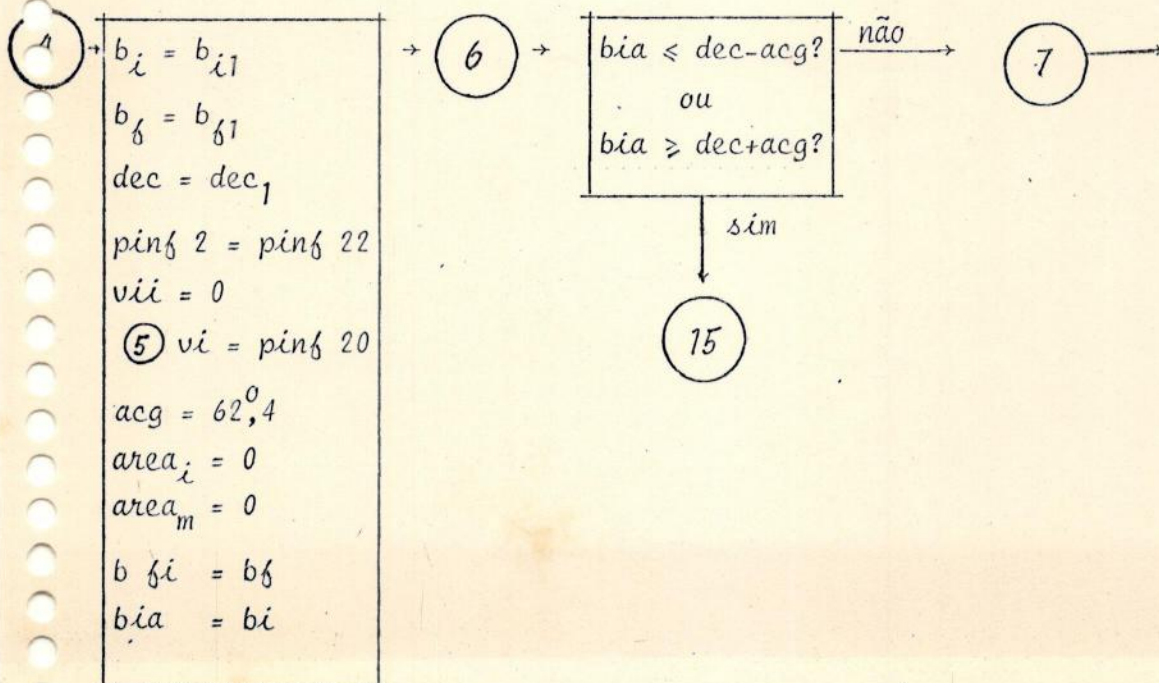 b_i = b_i1
b_f = b_f1
dec = dec_1
pinf 2 = pinf 22
vii = 0
5 vi = pinf 20
acg = 62°,4
area_i = 0
area_m = 0
b fi = bf
bia = bi
6
bia ≤ dec-acg?
ou
bia ≥ dec+acg?
não
7
sim
15